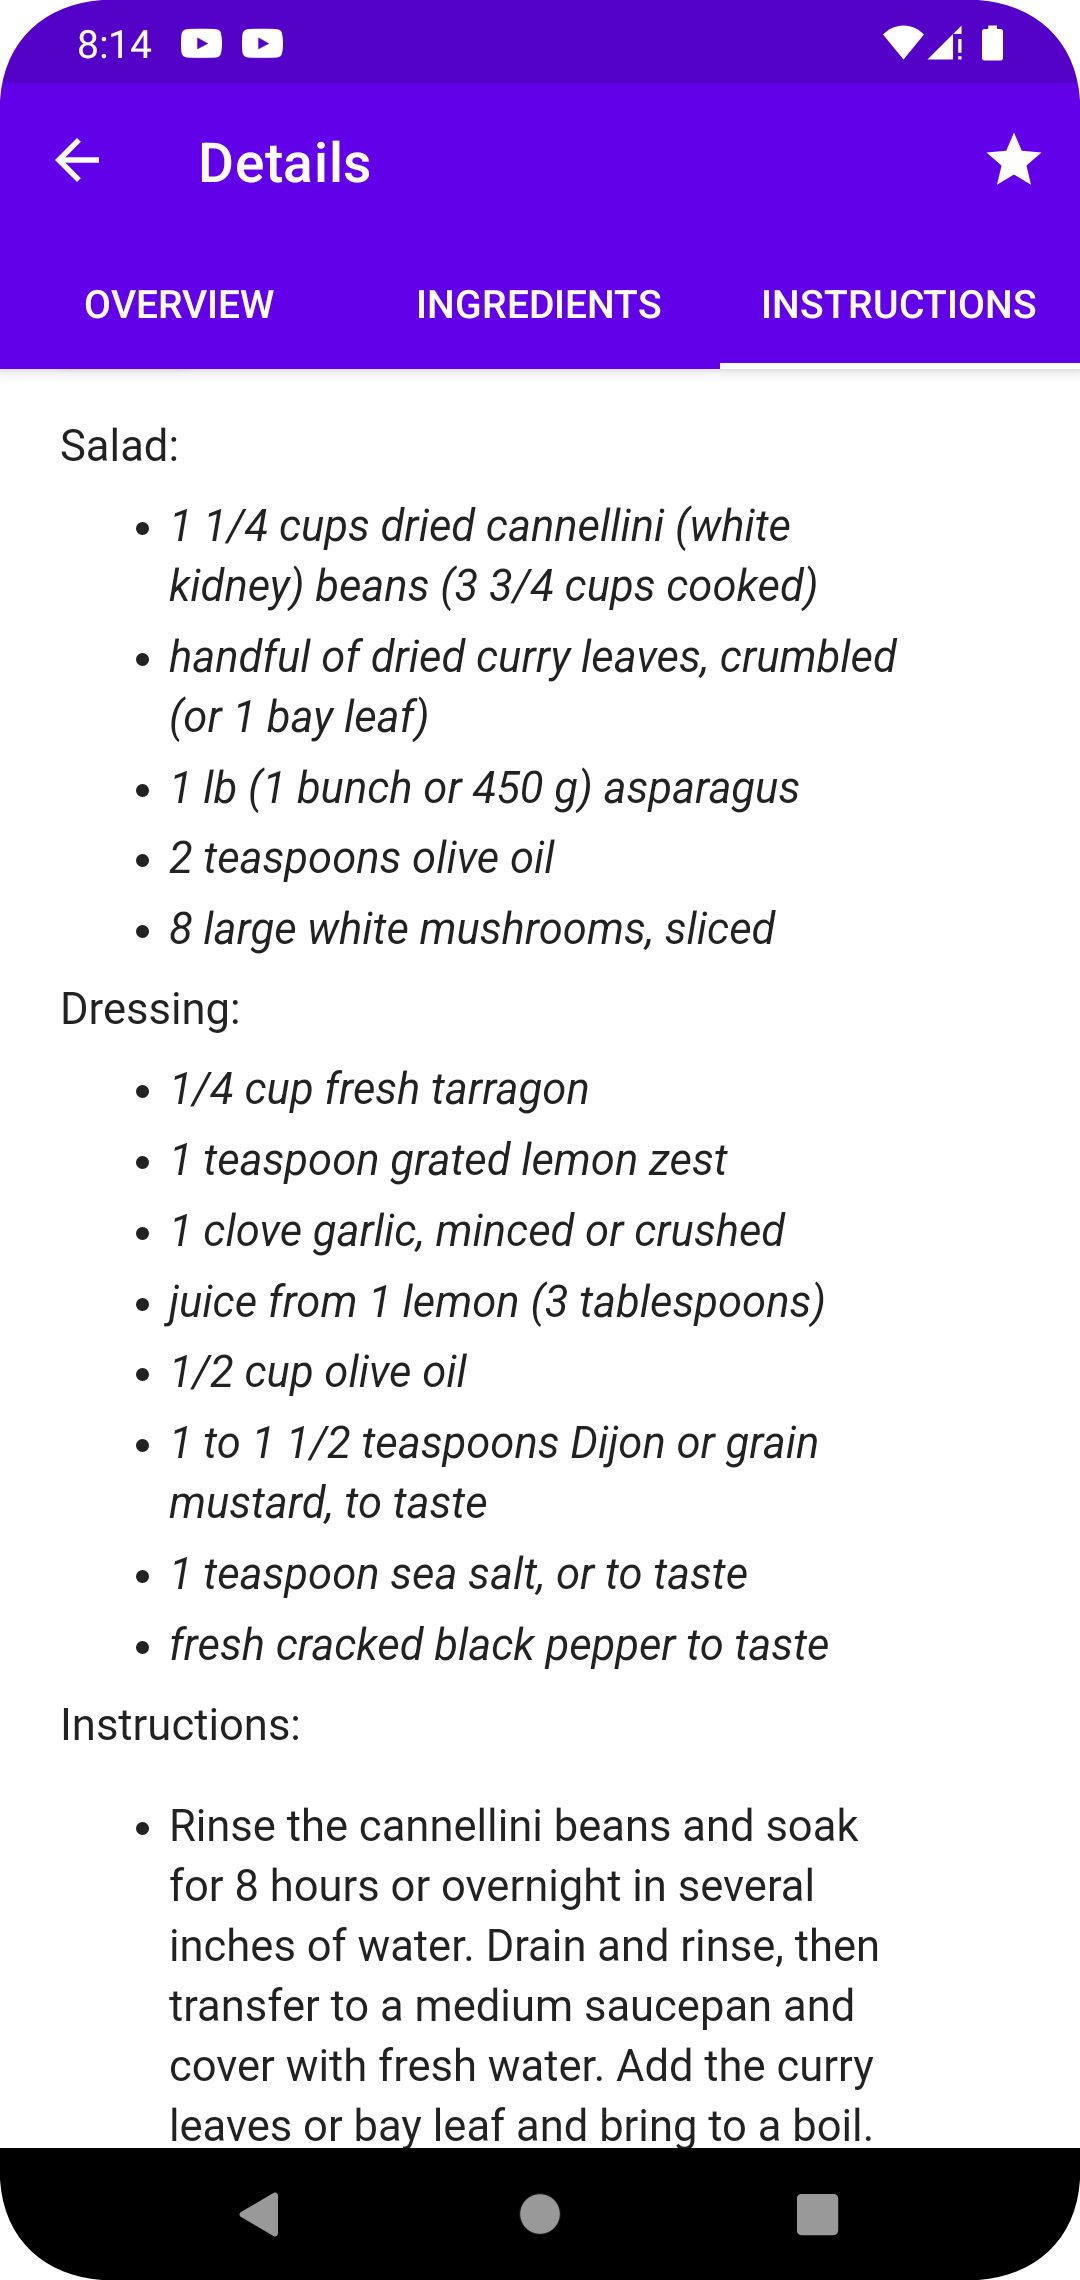 8:14
Details
OVERVIEW
INGREDIENTS
INSTRUCTIONS
Salad:
• 1 1/4 cups dried cannellini (white
kidney) beans (3 3/4 cups cooked)
• handful of dried curry leaves, crumbled
(or 1 bay leaf)
• 1 lb (1 bunch or 450 g) asparagus
• 2 teaspoons olive oil
• 8 large white mushrooms, sliced
Dressing:
• 1/4 cup fresh tarragon
• 1 teaspoon grated lemon zest
• 1 clove garlic, minced or crushed
• juice from 1 lemon (3 tablespoons)
• 1/2 cup olive oil
• 1 to 1 1/2 teaspoons Dijon or grain
mustard, to taste
• 1 teaspoon sea salt, or to taste
• fresh cracked black pepper to taste
Instructions:
• Rinse the cannellini beans and soak
for 8 hours or overnight in several
inches of water. Drain and rinse, then
transfer to a medium saucepan and
cover with fresh water. Add the curry
leaves or bay leaf and bring to a boil.